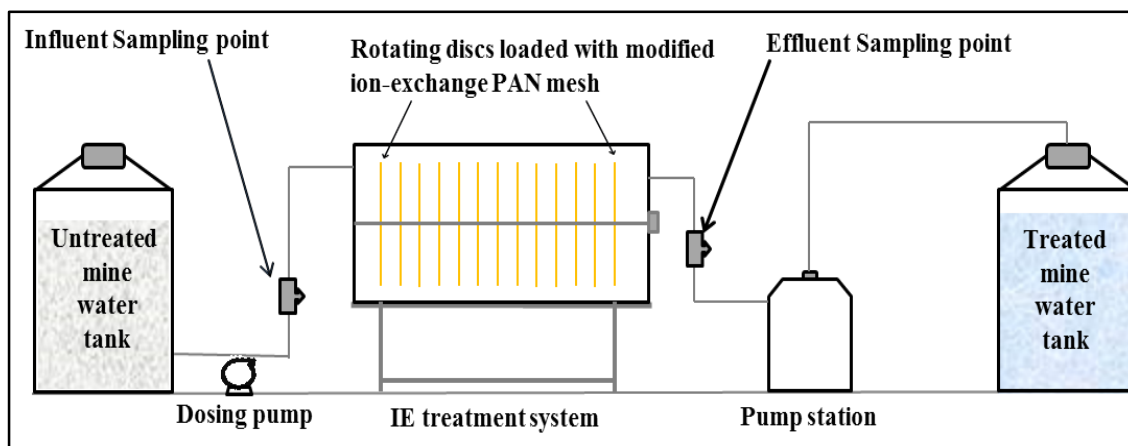 Influent Sampling point
Rotating discs loaded with modified
ion-exchange PAN mesh
Effluent Sampling point
Untreated
mine
water
tank
Treated
mine
water
tank
Dosing pump
IE treatment system
Pump station